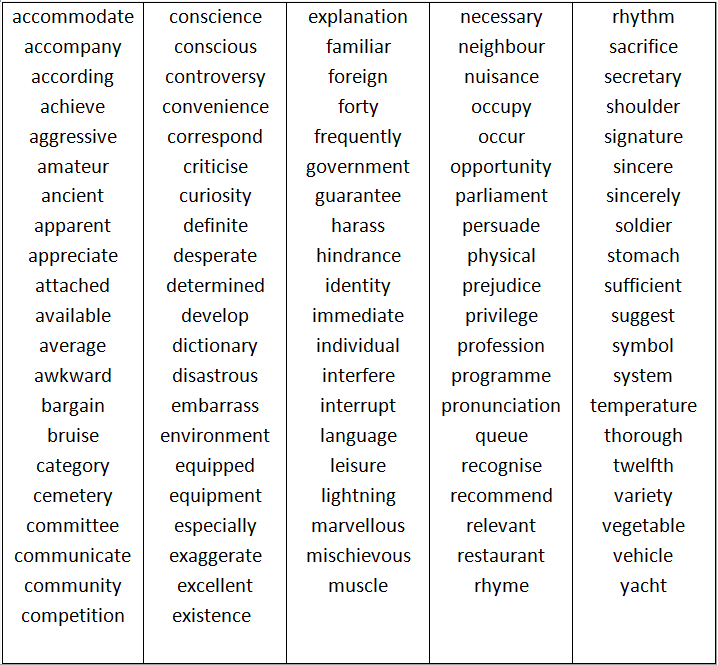 accommodate
accompany
according
achieve
aggressive
amateur
ancient
apparent
appreciate
attached
available
average
awkward
bargain
bruise
category
cemetery
committee
communicate
community
competition
conscience
conscious
controversy
convenience
correspond
criticise
curiosity
definite
desperate
determined
develop
dictionary
disastrous
embarrass
environment
equipped
equipment
especially
exaggerate
excellent
existence
explanation
familiar
foreign
forty
frequently
government
guarantee
harass
hindrance
identity
immediate
individual
interfere
interrupt
language
leisure
lightning
marvellous
mischievous
muscle
necessary
neighbour
nuisance
occupy
occur
opportunity
parliament
persuade
physical
prejudice
privilege
profession
programme
pronunciation
queue
recognise
recommend
relevant
restaurant
rhyme
rhythm
sacrifice
secretary
shoulder
signature
sincere
sincerely
soldier
stomach
sufficient
suggest
symbol
system
temperature
thorough
twelfth
variety
vegetable
vehicle
yacht